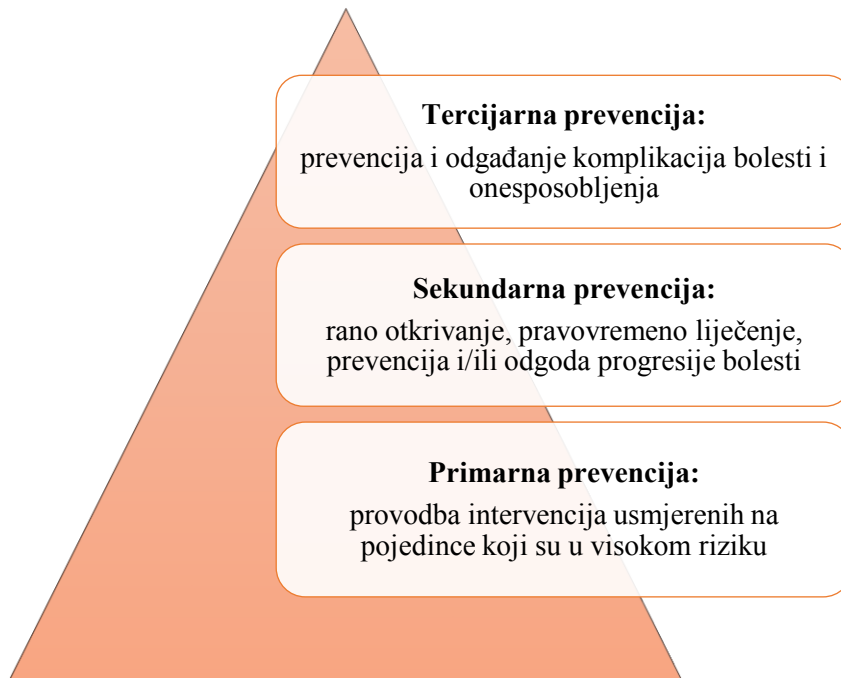 Tercijarna prevencija:
prevencija i odgađanje komplikacija bolesti i
onesposobljenja
Sekundarna prevencija:
rano otkrivanje, pravovremeno liječenje,
prevencija i/ili odgoda progresije bolesti
Primarna prevencija:
provodba intervencija usmjerenih na
pojedince koji su u visokom riziku